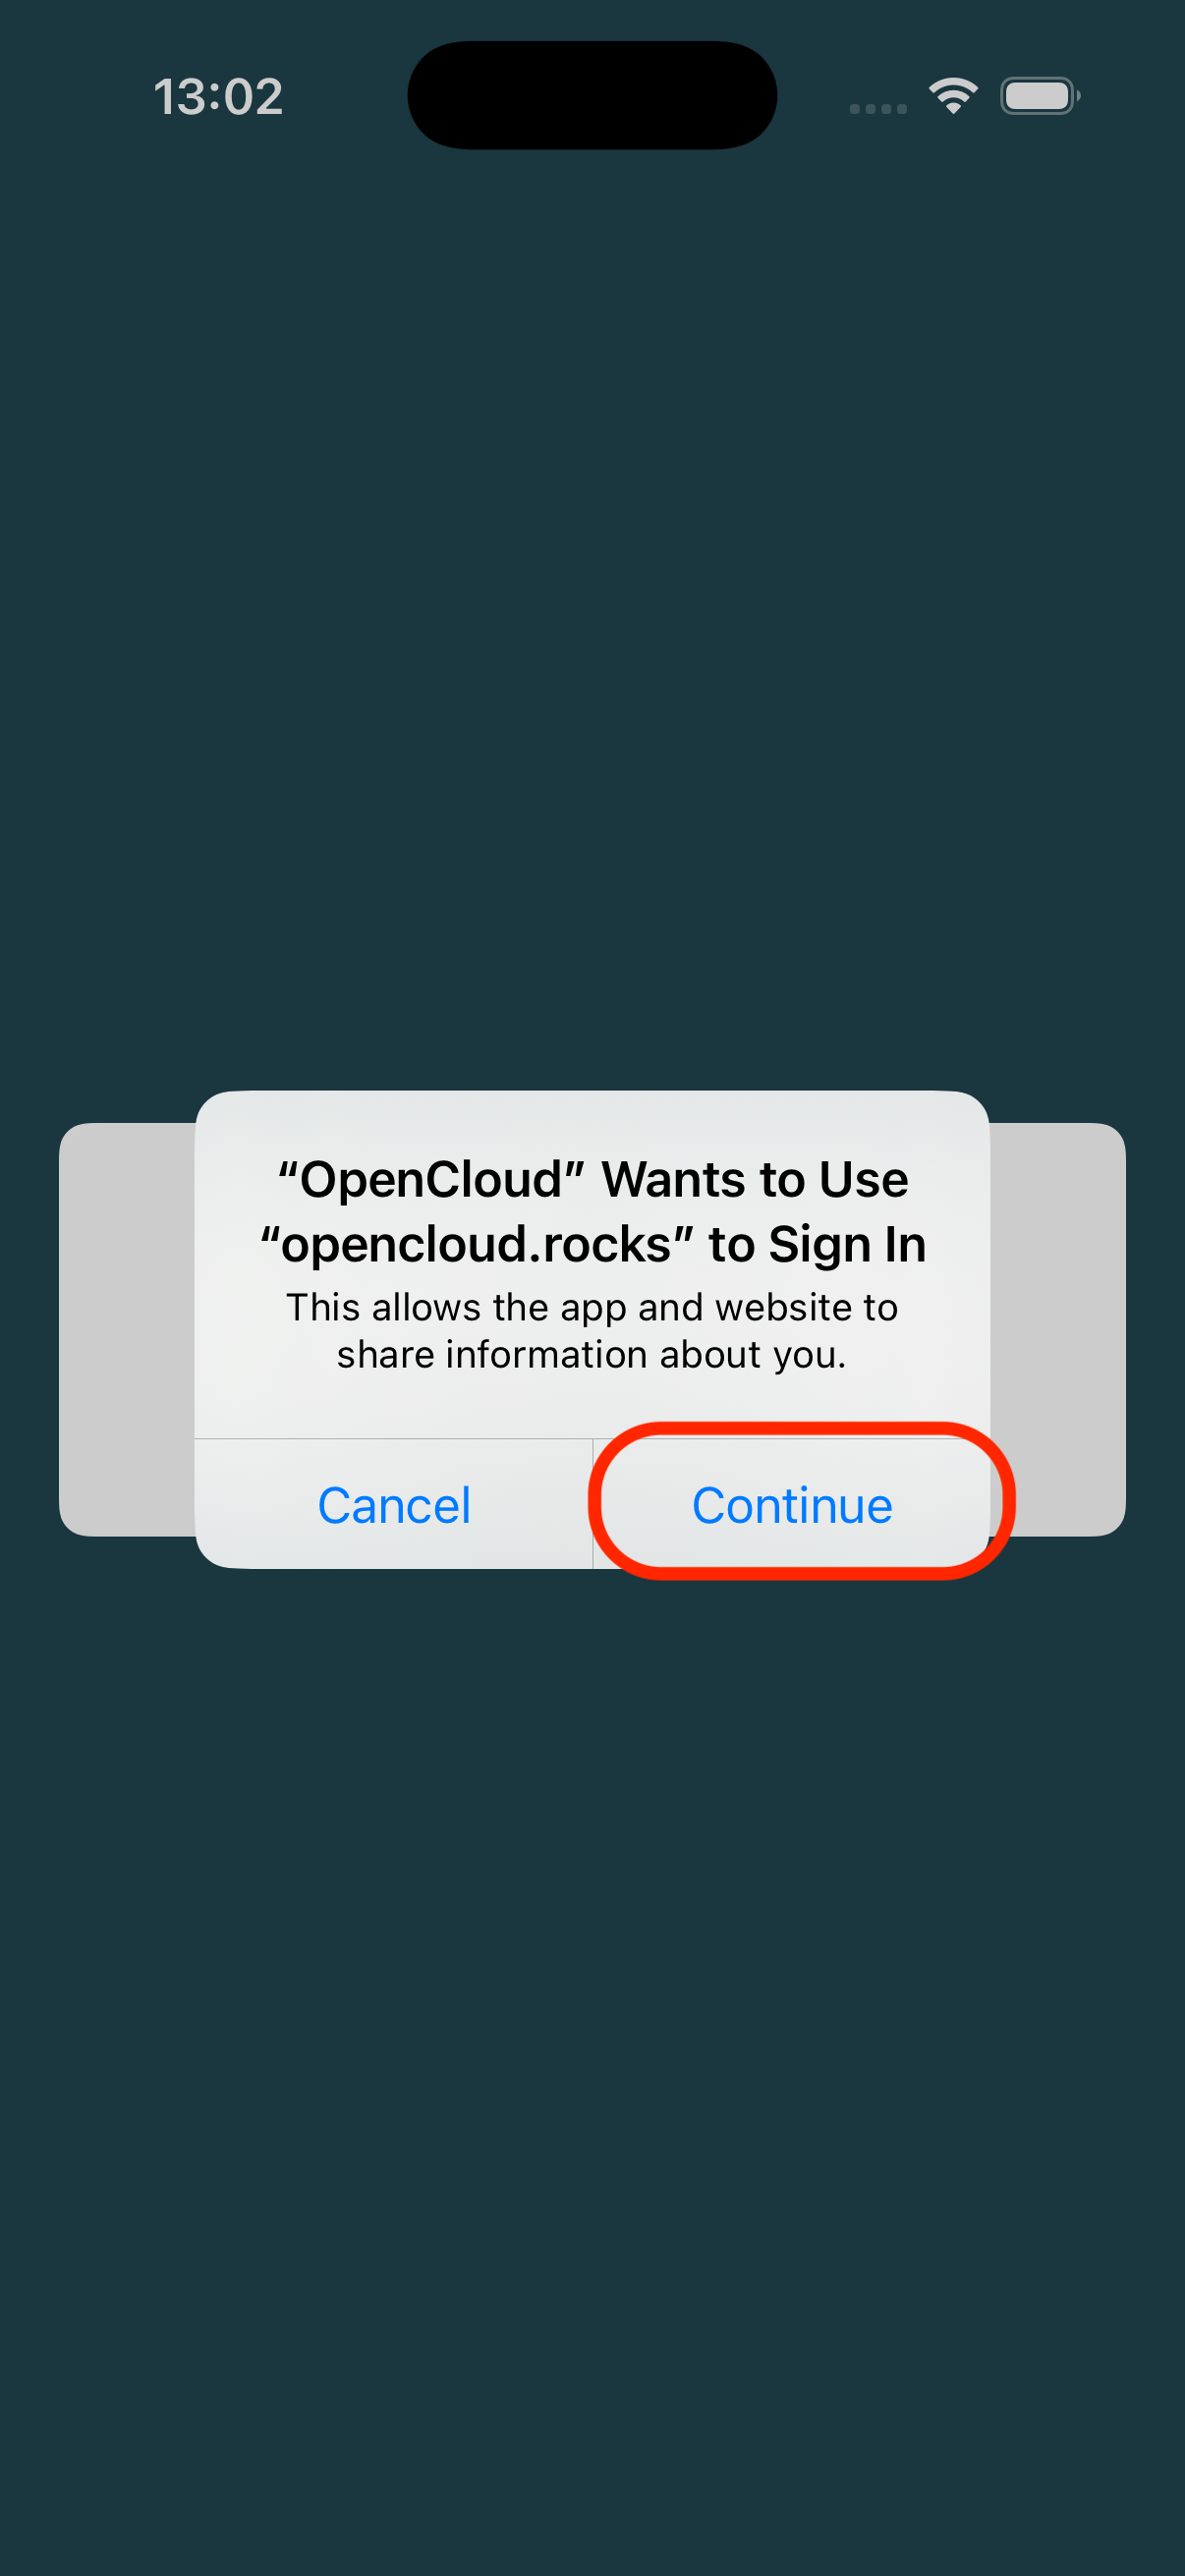 13:02
“OpenCloud” Wants to Use
“opencloud.rocks” to Sign In
This allows the app and website to
share information about you.
Cancel
Continue